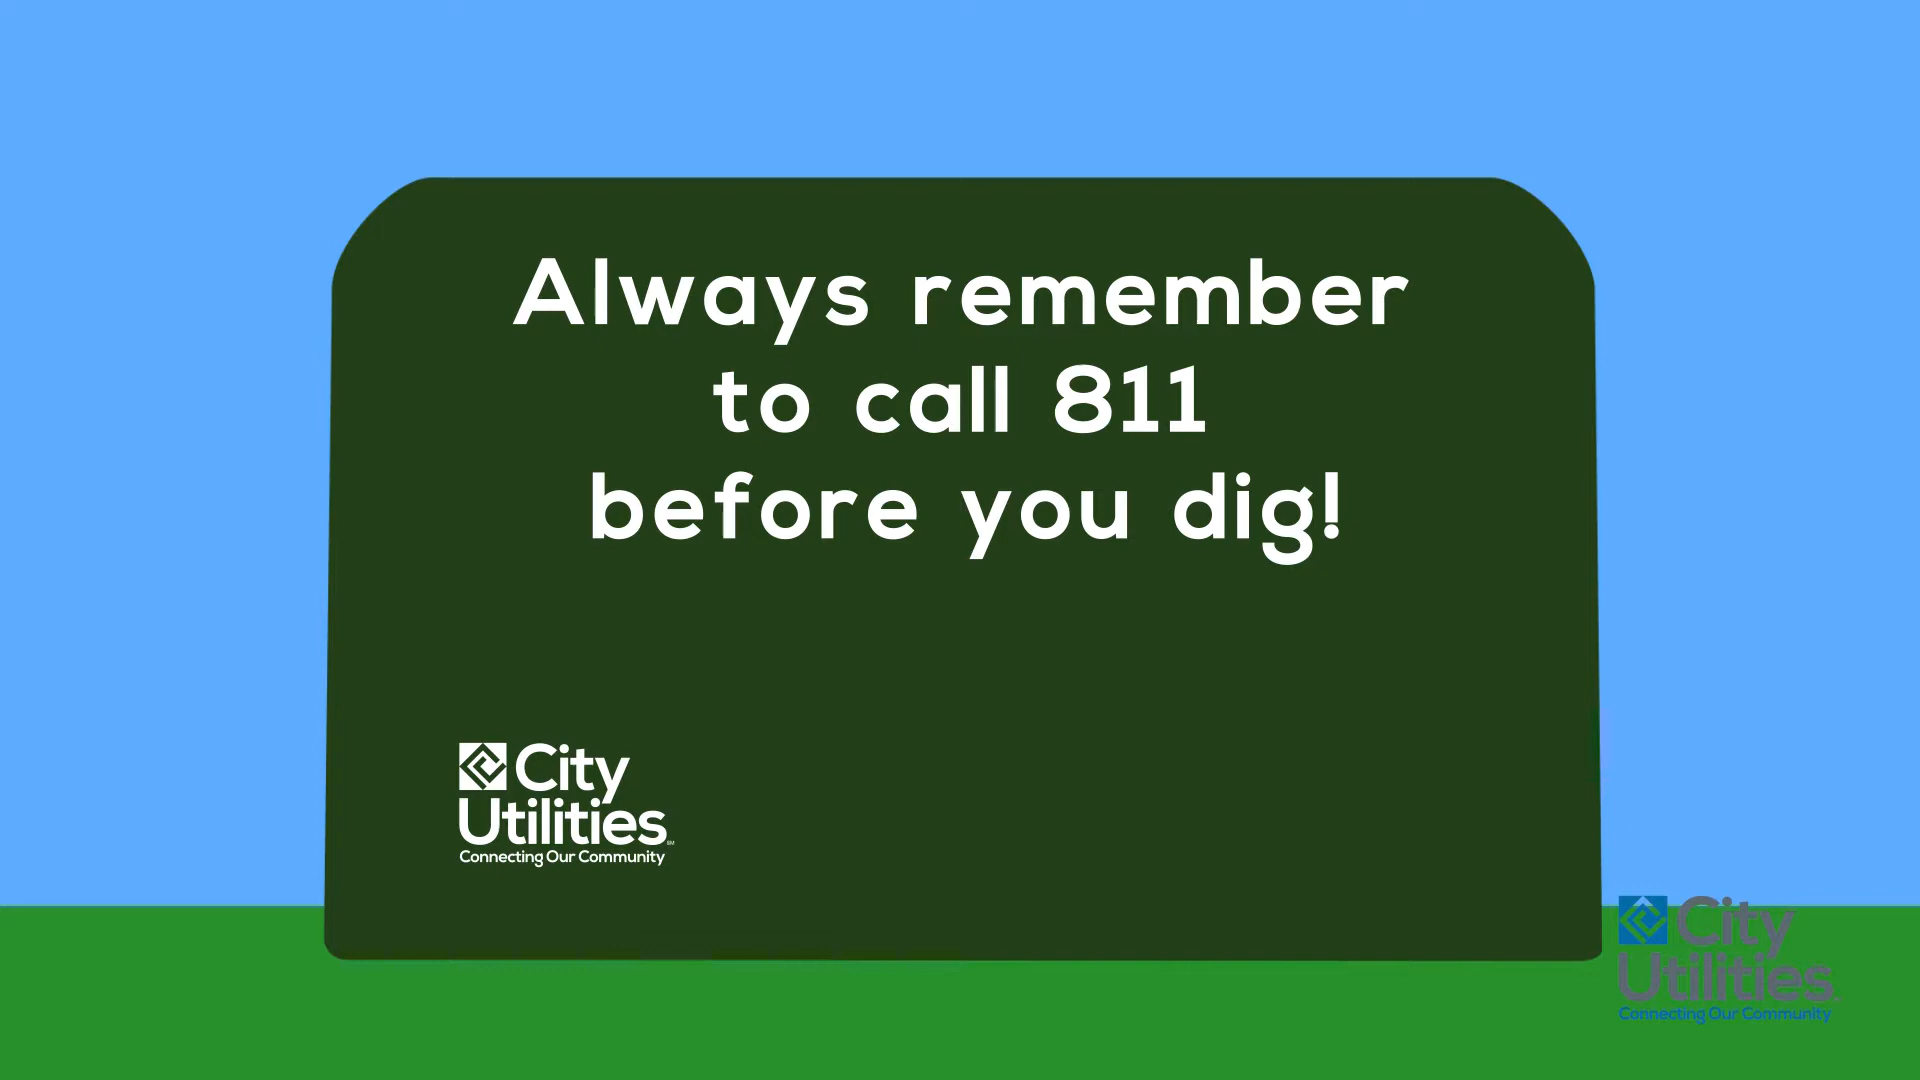 Always remember
to call 811
before you dig!
City
Utilities
Connecting Our Community
City
Utilities
Connecting Our Community